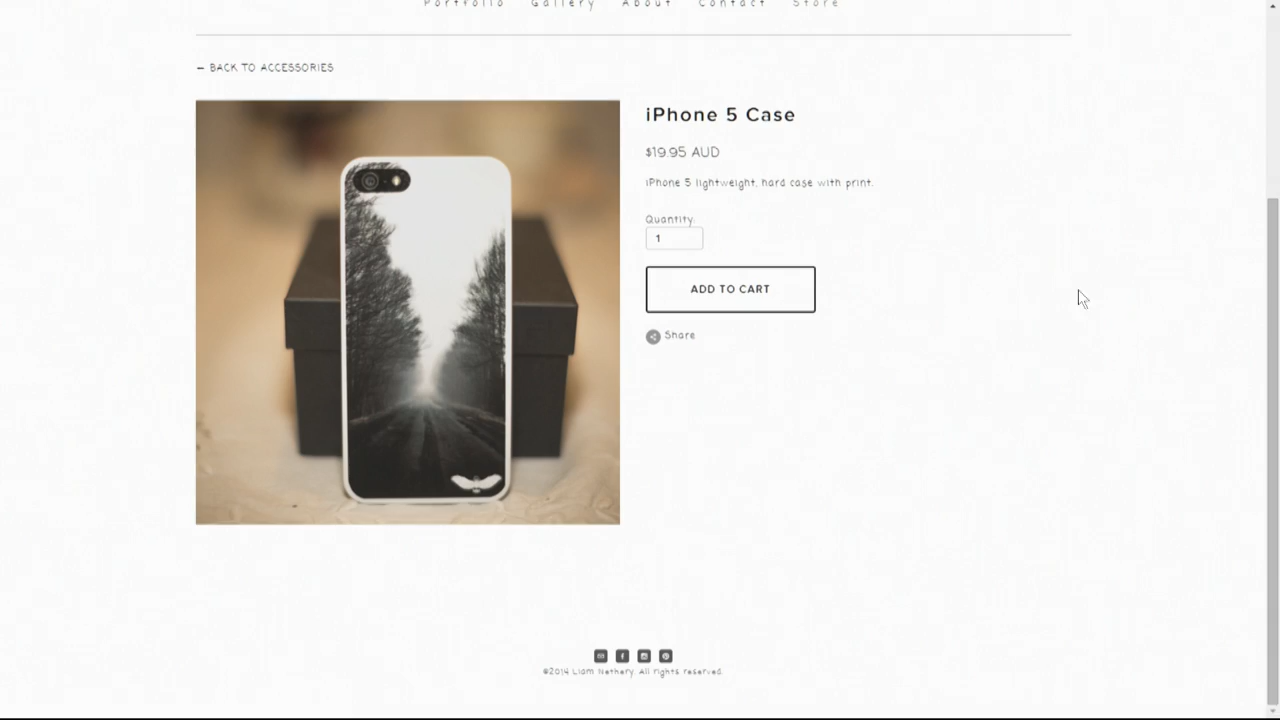 Portfolio Gallery About Contact Store
← BACK TO ACCESSORIES
iPhone 5 Case
$19.95 AUD
iPhone 5 lightweight, hard case with print.
Quantity:
1
ADD TO CART
Share
©2014 Liam Nethery. All rights reserved.